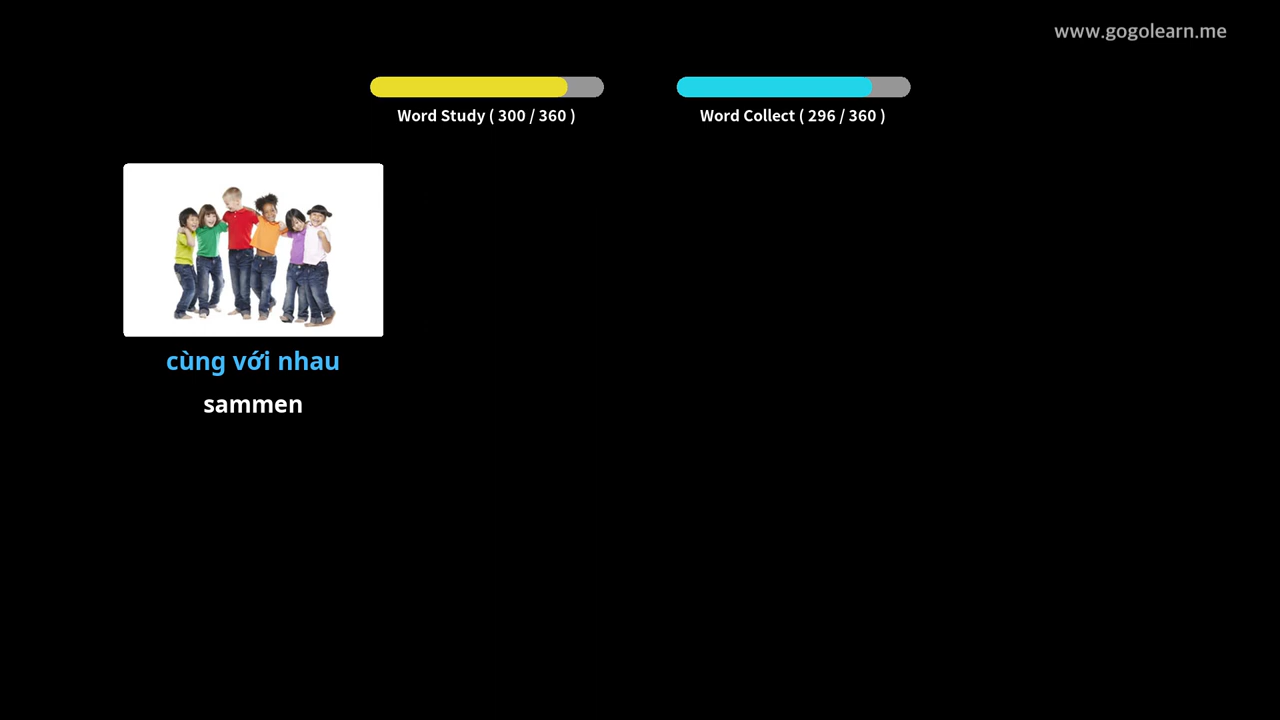 www.gogolearn.me
Word Study ( 300 / 360 )
Word Collect ( 296 / 360 )
cùng với nhau
sammen